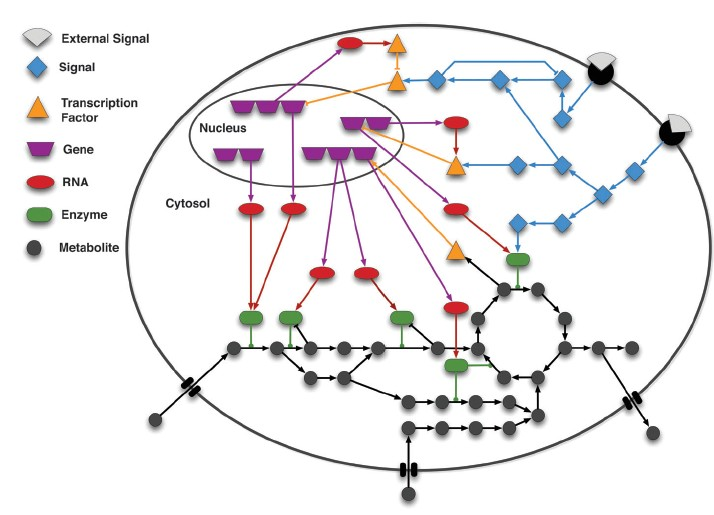 External Signal
Signal
Transcription
Factor
Gene
RNA
Enzyme
Metabolite
Nucleus
Cytosol